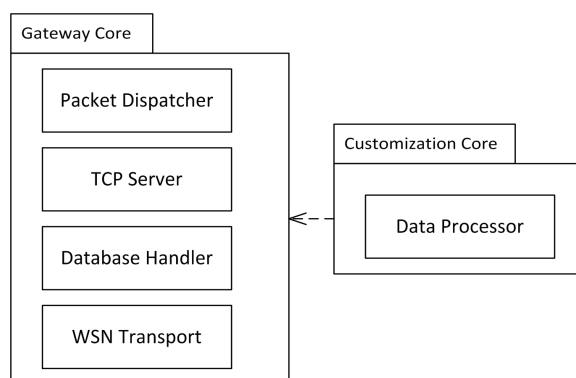 Gateway Core
Packet Dispatcher
TCP Server
Database Handler
WSN Transport
Customization Core
Data Processor